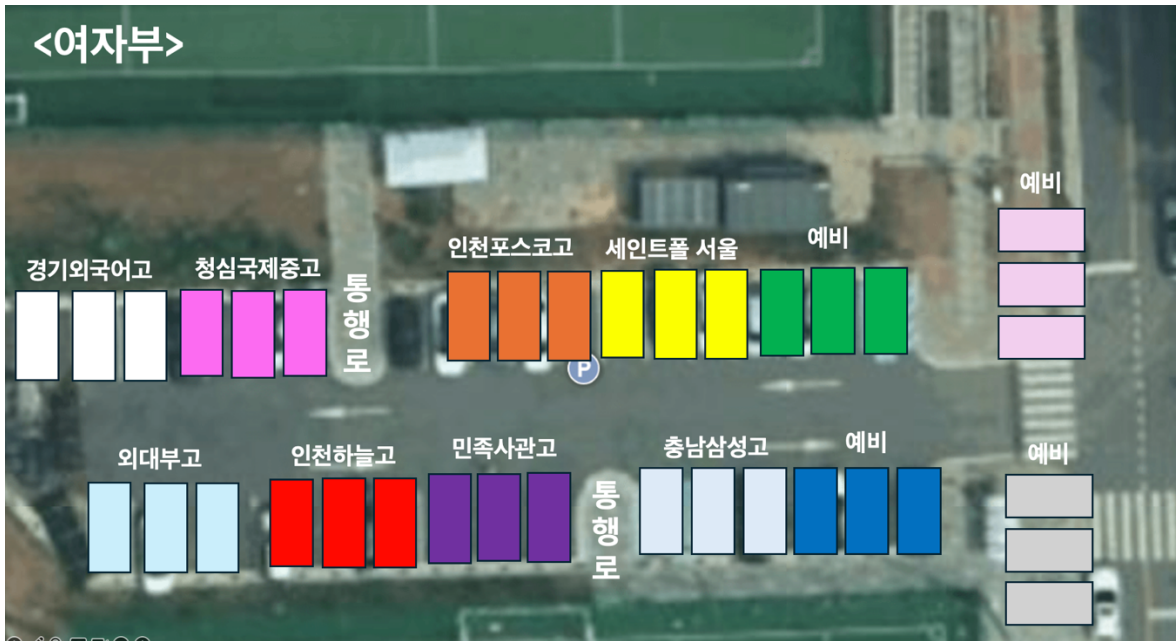 <여자부>
예비
인천포스코고
세인트폴 서울
예비
경기외국어고
청심국제중고
통행로
P
외대부고
인천하늘고
민족사관고
충남삼성고
예비
예비
통행로